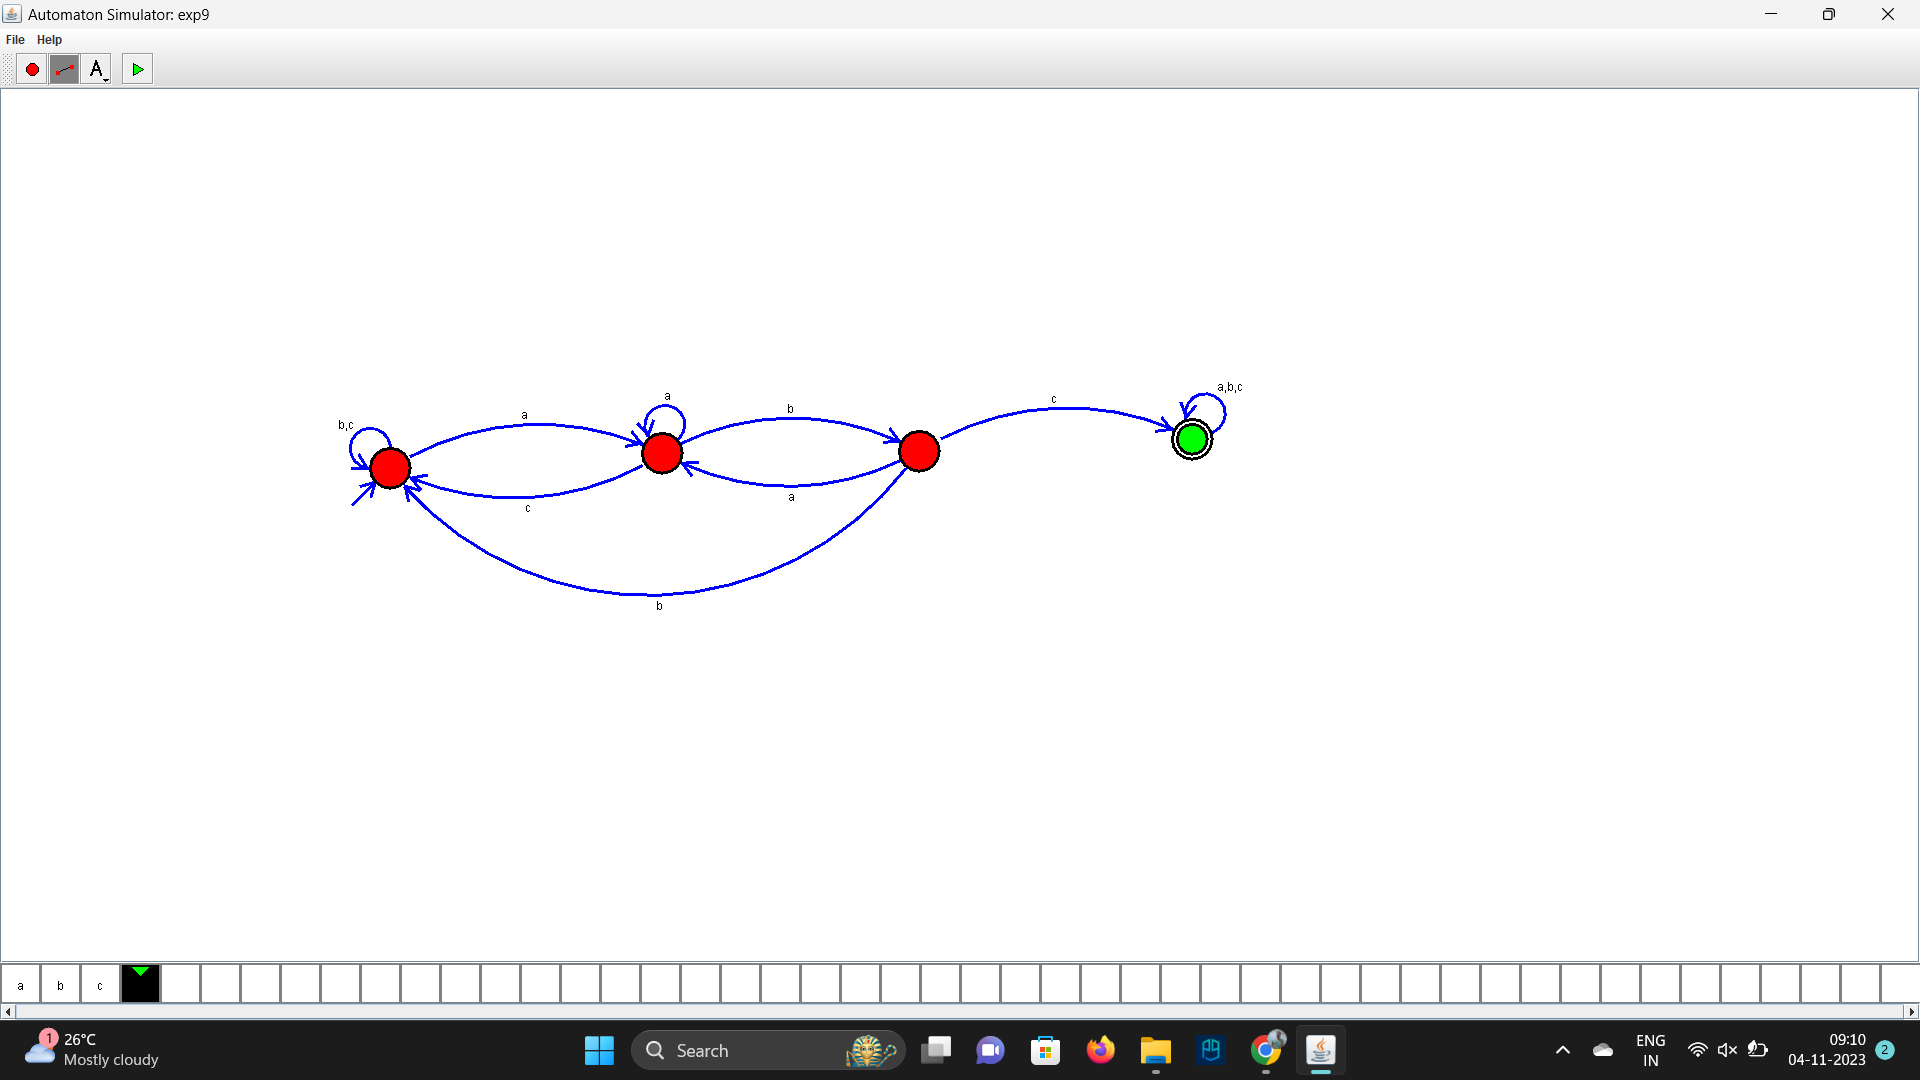 Automaton Simulator: exp9
File Help
A
a,b,c
a
c
b
a
b,c
c
a
b
a b c
1
26°C
Mostly cloudy
Search
ENG
IN
09:10
04-11-2023
2